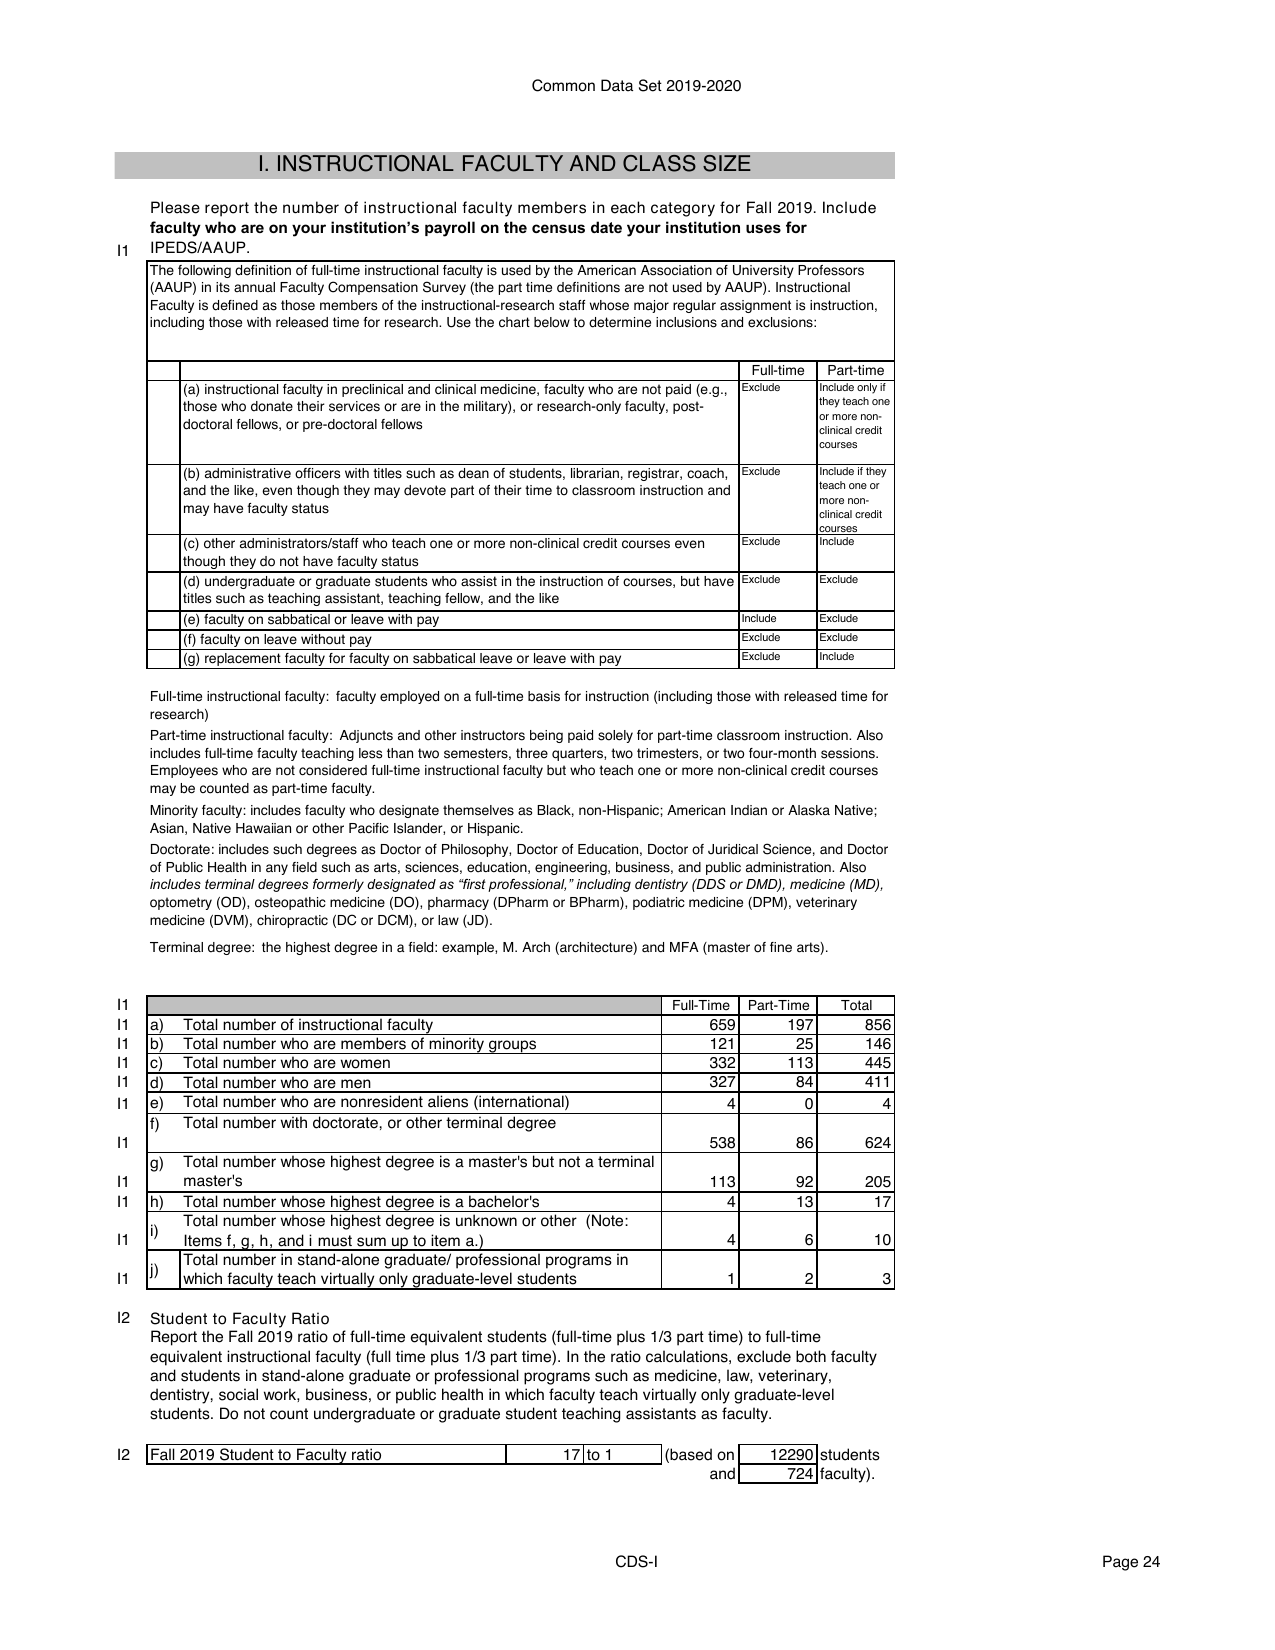 Common Data Set 2019-2020
I. INSTRUCTIONAL FACULTY AND CLASS SIZE
Please report the number of instructional faculty members in each category for Fall 2019. Include
faculty who are on your institution’s payroll on the census date your institution uses for
I1 IPEDS/AAUP.
The following definition of full-time instructional faculty is used by the American Association of University Professors
(AAUP) in its annual Faculty Compensation Survey (the part time definitions are not used by AAUP). Instructional
Faculty is defined as those members of the instructional-research staff whose major regular assignment is instruction,
including those with released time for research. Use the chart below to determine inclusions and exclusions:
Full-time Part-time
(a) instructional faculty in preclinical and clinical medicine, faculty who are not paid (e.g., Exclude Include only if
those who donate their services or are in the military), or research-only faculty, post- they teach one
doctoral fellows, or pre-doctoral fellows or more non-
clinical credit
courses
(b) administrative officers with titles such as dean of students, librarian, registrar, coach, Exclude Include if they
and the like, even though they may devote part of their time to classroom instruction and teach one or
may have faculty status more non-
clinical credit
courses
(c) other administrators/staff who teach one or more non-clinical credit courses even Exclude Include
though they do not have faculty status
(d) undergraduate or graduate students who assist in the instruction of courses, but have Exclude Exclude
titles such as teaching assistant, teaching fellow, and the like
(e) faculty on sabbatical or leave with pay Include Exclude
(f) faculty on leave without pay Exclude Exclude
(g) replacement faculty for faculty on sabbatical leave or leave with pay Exclude Include
Full-time instructional faculty: faculty employed on a full-time basis for instruction (including those with released time for
research)
Part-time instructional faculty: Adjuncts and other instructors being paid solely for part-time classroom instruction. Also
includes full-time faculty teaching less than two semesters, three quarters, two trimesters, or two four-month sessions.
Employees who are not considered full-time instructional faculty but who teach one or more non-clinical credit courses
may be counted as part-time faculty.
Minority faculty: includes faculty who designate themselves as Black, non-Hispanic; American Indian or Alaska Native;
Asian, Native Hawaiian or other Pacific Islander, or Hispanic.
Doctorate: includes such degrees as Doctor of Philosophy, Doctor of Education, Doctor of Juridical Science, and Doctor
of Public Health in any field such as arts, sciences, education, engineering, business, and public administration. Also
includes terminal degrees formerly designated as “first professional,” including dentistry (DDS or DMD), medicine (MD),
optometry (OD), osteopathic medicine (DO), pharmacy (DPharm or BPharm), podiatric medicine (DPM), veterinary
medicine (DVM), chiropractic (DC or DCM), or law (JD).
Terminal degree: the highest degree in a field: example, M. Arch (architecture) and MFA (master of fine arts).
I1 Full-Time Part-Time Total
I1 a) Total number of instructional faculty 659 197 856
I1 b) Total number who are members of minority groups 121 25 146
I1 c) Total number who are women 332 113 445
I1 d) Total number who are men 327 84 411
I1 e) Total number who are nonresident aliens (international) 4 0 4
f) Total number with doctorate, or other terminal degree
I1 538 86 624
g) Total number whose highest degree is a master's but not a terminal
I1 master's 113 92 205
I1 h) Total number whose highest degree is a bachelor's 4 13 17
i) Total number whose highest degree is unknown or other (Note:
I1 Items f, g, h, and i must sum up to item a.) 4 6 10
j) Total number in stand-alone graduate/ professional programs in
I1 which faculty teach virtually only graduate-level students 1 2 3
I2 Student to Faculty Ratio
Report the Fall 2019 ratio of full-time equivalent students (full-time plus 1/3 part time) to full-time
equivalent instructional faculty (full time plus 1/3 part time). In the ratio calculations, exclude both faculty
and students in stand-alone graduate or professional programs such as medicine, law, veterinary,
dentistry, social work, business, or public health in which faculty teach virtually only graduate-level
students. Do not count undergraduate or graduate student teaching assistants as faculty.
I2 Fall 2019 Student to Faculty ratio 17 to 1 (based on 12290 students
and 724 faculty).
CDS-I Page 24